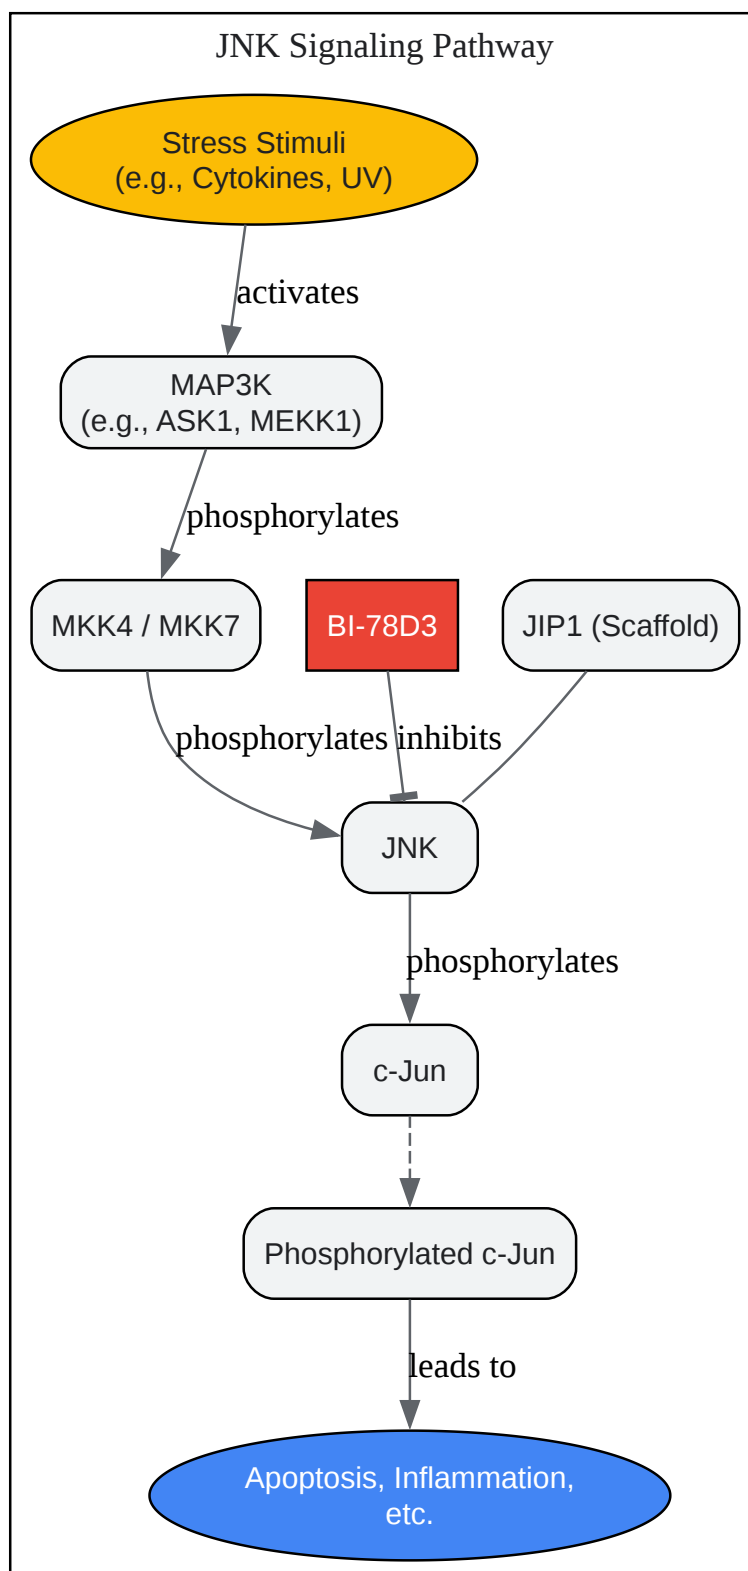 JNK Signaling Pathway
Stress Stimuli
(e.g., Cytokines, UV)
activates
MAP3K
(e.g., ASK1, MEKK1)
phosphorylates
MKK4 / MKK7
BI-78D3
JIP1 (Scaffold)
phosphorylates
inhibits
JNK
phosphorylates
c-Jun
Phosphorylated c-Jun
leads to
Apoptosis, Inflammation,
etc.